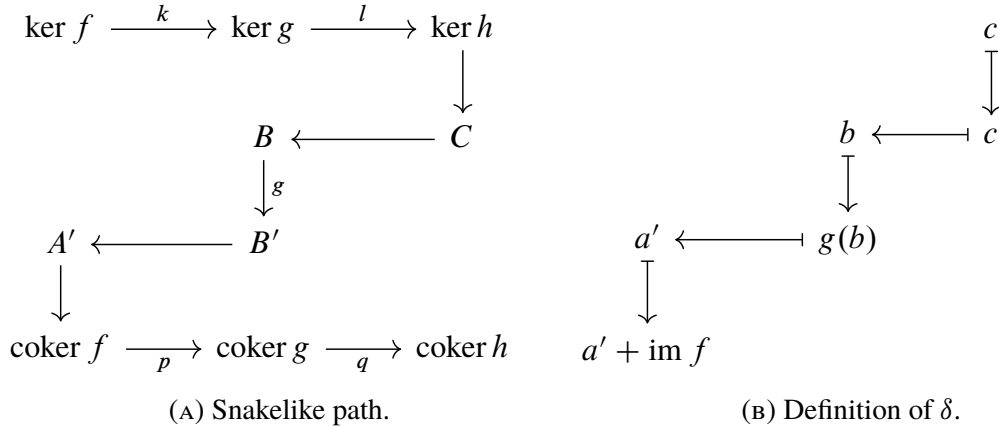 ker f k ker g l ker h c
B C b c
g
A′ B′ a′ g(b)
coker f p coker g q coker h a′ + im f
(A) Snakelike path. (B) Definition of δ.